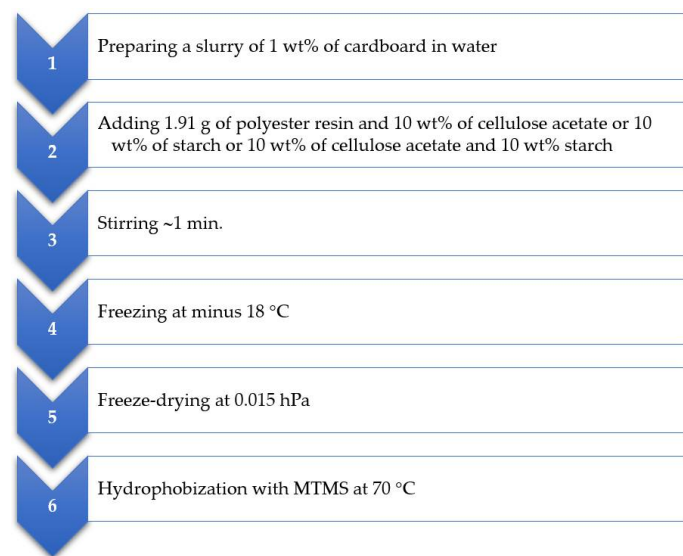 1
Preparing a slurry of 1 wt% of cardboard in water
2
Adding 1.91 g of polyester resin and 10 wt% of cellulose acetate or 10
wt% of starch or 10 wt% of cellulose acetate and 10 wt% starch
3
Stirring ~1 min.
4
Freezing at minus 18 °C
5
Freeze-drying at 0.015 hPa
6
Hydrophobization with MTMS at 70 °C